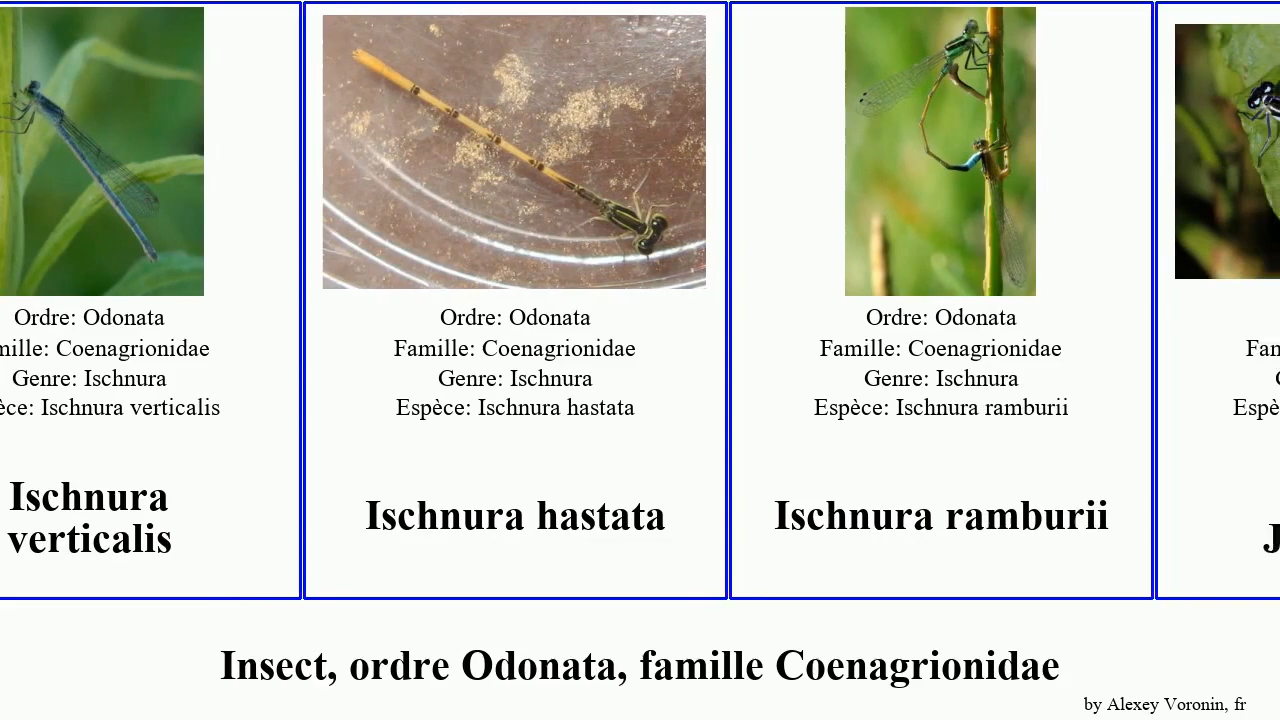 Ordre: Odonata
mille: Coenagrionidae
Genre: Ischnura
èce: Ischnura verticalis
Ischnura
verticalis
Ordre: Odonata
Famille: Coenagrionidae
Genre: Ischnura
Espèce: Ischnura hastata
Ischnura hastata
Ordre: Odonata
Famille: Coenagrionidae
Genre: Ischnura
Espèce: Ischnura ramburii
Ischnura ramburii
Fan
Espè
J
Insect, ordre Odonata, famille Coenagrionidae
by Alexey Voronin, fr